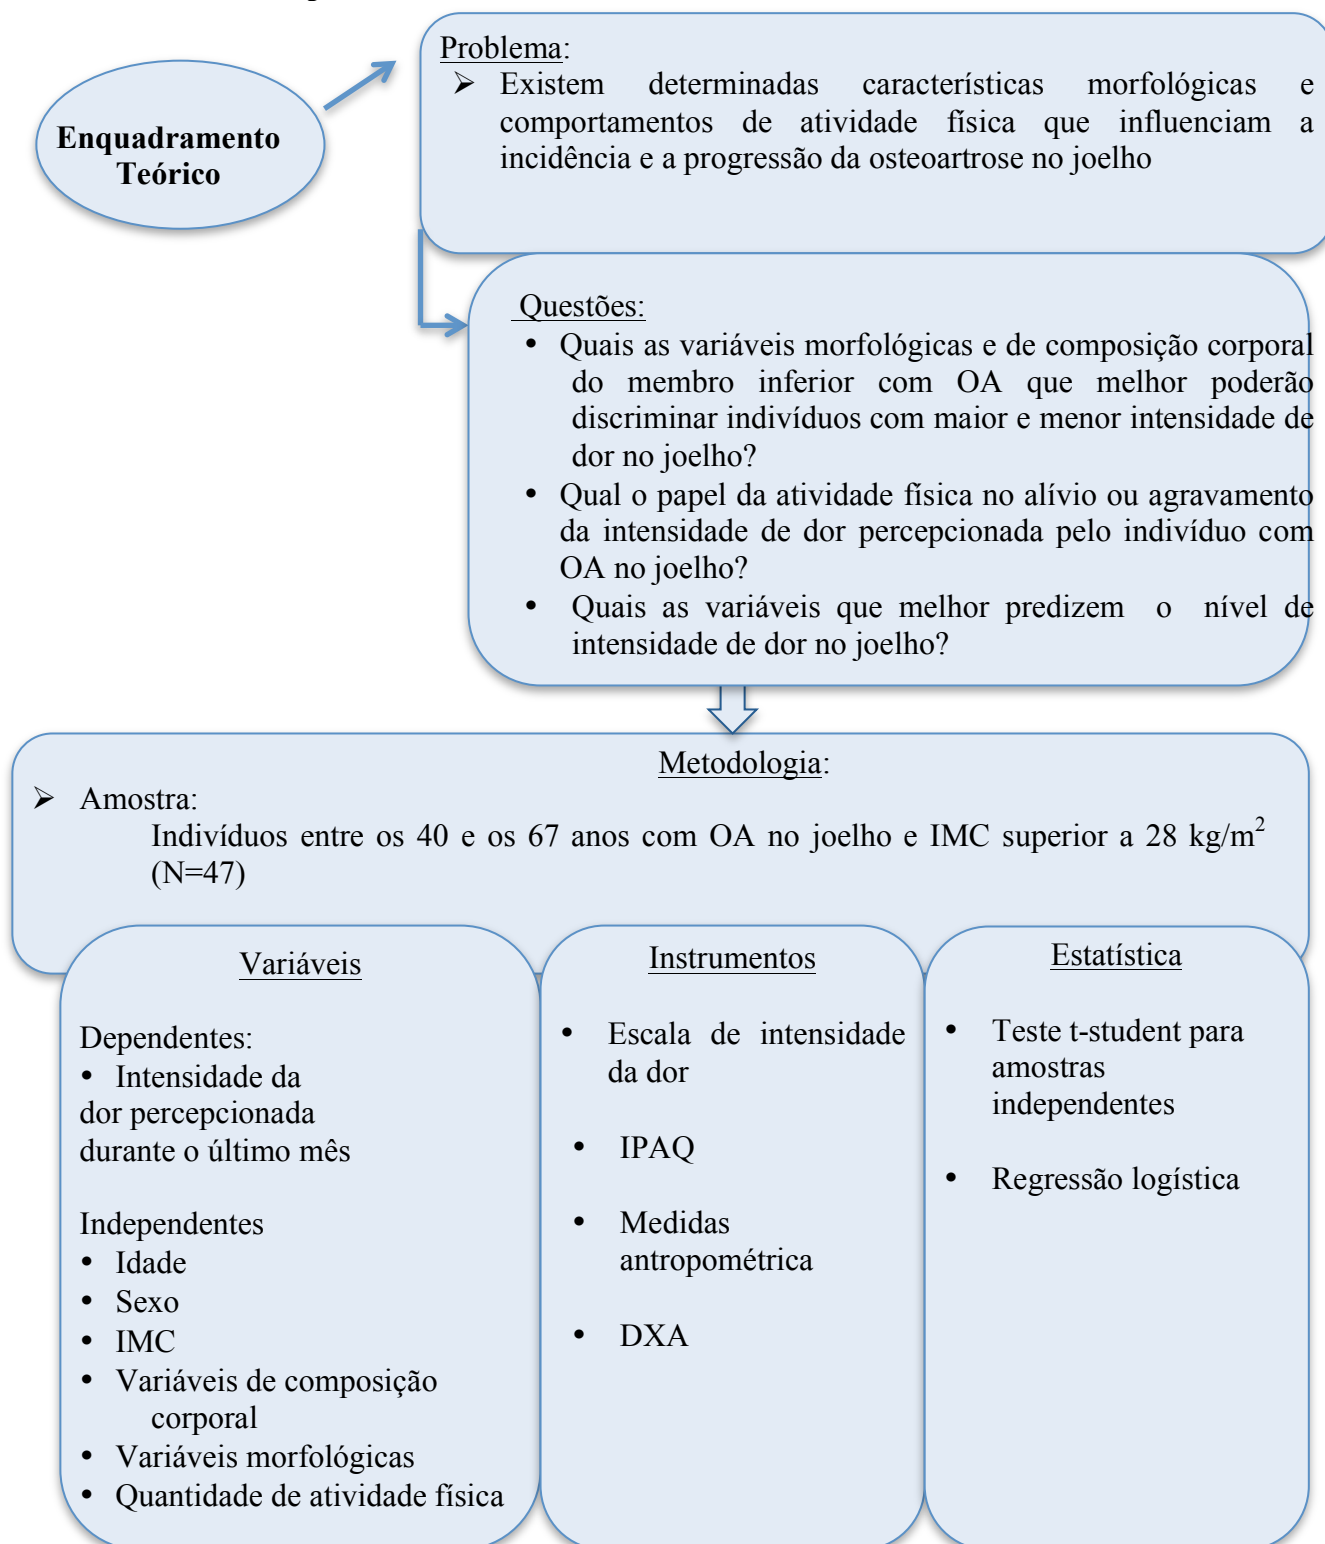 Enquadramento
Teórico
Problema:
➢ Existem determinadas características morfológicas e
comportamentos de atividade física que influenciam a
incidência e a progressão da osteoartrose no joelho
Questões:
• Quais as variáveis morfológicas e de composição corporal
do membro inferior com OA que melhor poderão
discriminar indivíduos com maior e menor intensidade de
dor no joelho?
• Qual o papel da atividade física no alívio ou agravamento
da intensidade de dor percepcionada pelo indivíduo com
OA no joelho?
• Quais as variáveis que melhor predizem o nível de
intensidade de dor no joelho?
Metodologia:
➢ Amostra:
Indivíduos entre os 40 e os 67 anos com OA no joelho e IMC superior a 28 kg/m²
(N=47)
Variáveis
Dependentes:
• Intensidade da
dor percepcionada
durante o último mês
Independentes
• Idade
• Sexo
• IMC
• Variáveis de composição
corporal
• Variáveis morfológicas
• Quantidade de atividade física
Instrumentos
• Escala de intensidade
da dor
• IPAQ
• Medidas
antropométrica
• DXA
Estatística
• Teste t-student para
amostras
independentes
• Regressão logística